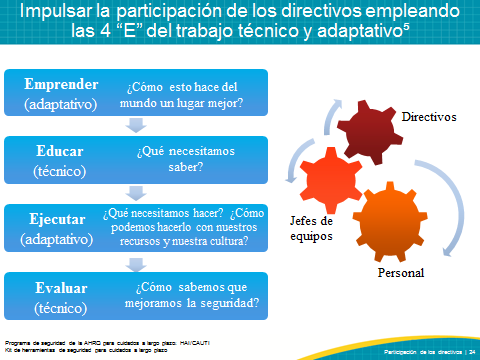 Impulsar la participación de los directivos empleando
las 4 “E” del trabajo técnico y adaptativo⁵
Emprender
(adaptativo)
¿Cómo esto hace del
mundo un lugar mejor?
Educar
(técnico)
¿Qué necesitamos
saber?
Ejecutar
(adaptativo)
¿Qué necesitamos hacer? ¿Cómo
podemos hacerlo con nuestros
recursos y nuestra cultura?
Evaluar
(técnico)
¿Cómo sabemos que
mejoramos la seguridad?
Directivos
Jefes de
equipos
Personal
Programa de seguridad de la AHRQ para cuidados a largo plazo: HAI/CAUTI
Kit de herramientas de seguridad para cuidados a largo plazo
Participación de los directivos | 24